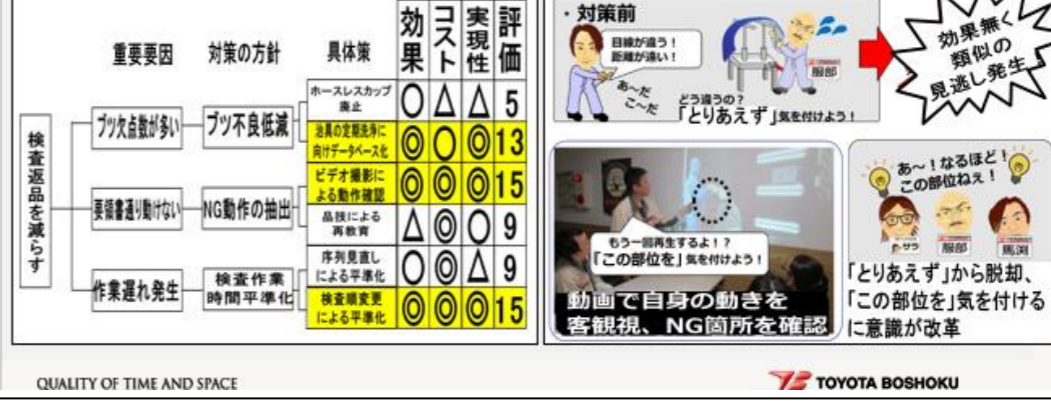 重要要因 対策の方針 具体策 効果 コスト 実現性 評価
検査返品を減らす
ブツ欠点数が多い ブツ不良低減
ホースレスカップ
廃止
○ △ △ 5
治具の定期洗浄に
向けデータベース化
◎ ○ ◎ 13
要領書通り動けない NG動作の抽出
ビデオ撮影に
よる動作確認
◎ ◎ ◎ 15
品技による
再教育
△ ◎ ○ 9
作業遅れ発生 検査作業
時間平準化
序列見直し
による平準化
○ ◎ △ 9
検査順変更
による平準化
◎ ◎ ◎ 15
・対策前
目線が違う!
距離が遠い!
あ~だ
こ~だ
服部
どう違うの?
「とりあえず」気を付けよう!
効果無く
類似の
見逃し発生
もう一回再生するよ!?
「この部位を」気を付けよう!
動画で自身の動きを
客観視、NG箇所を確認
あ~!なるほど!
この部位ねぇ!
サラ 服部 馬渕
「とりあえず」から脱却、
「この部位を」気を付ける
に意識が改革
QUALITY OF TIME AND SPACE
TOYOTA BOSHOKU